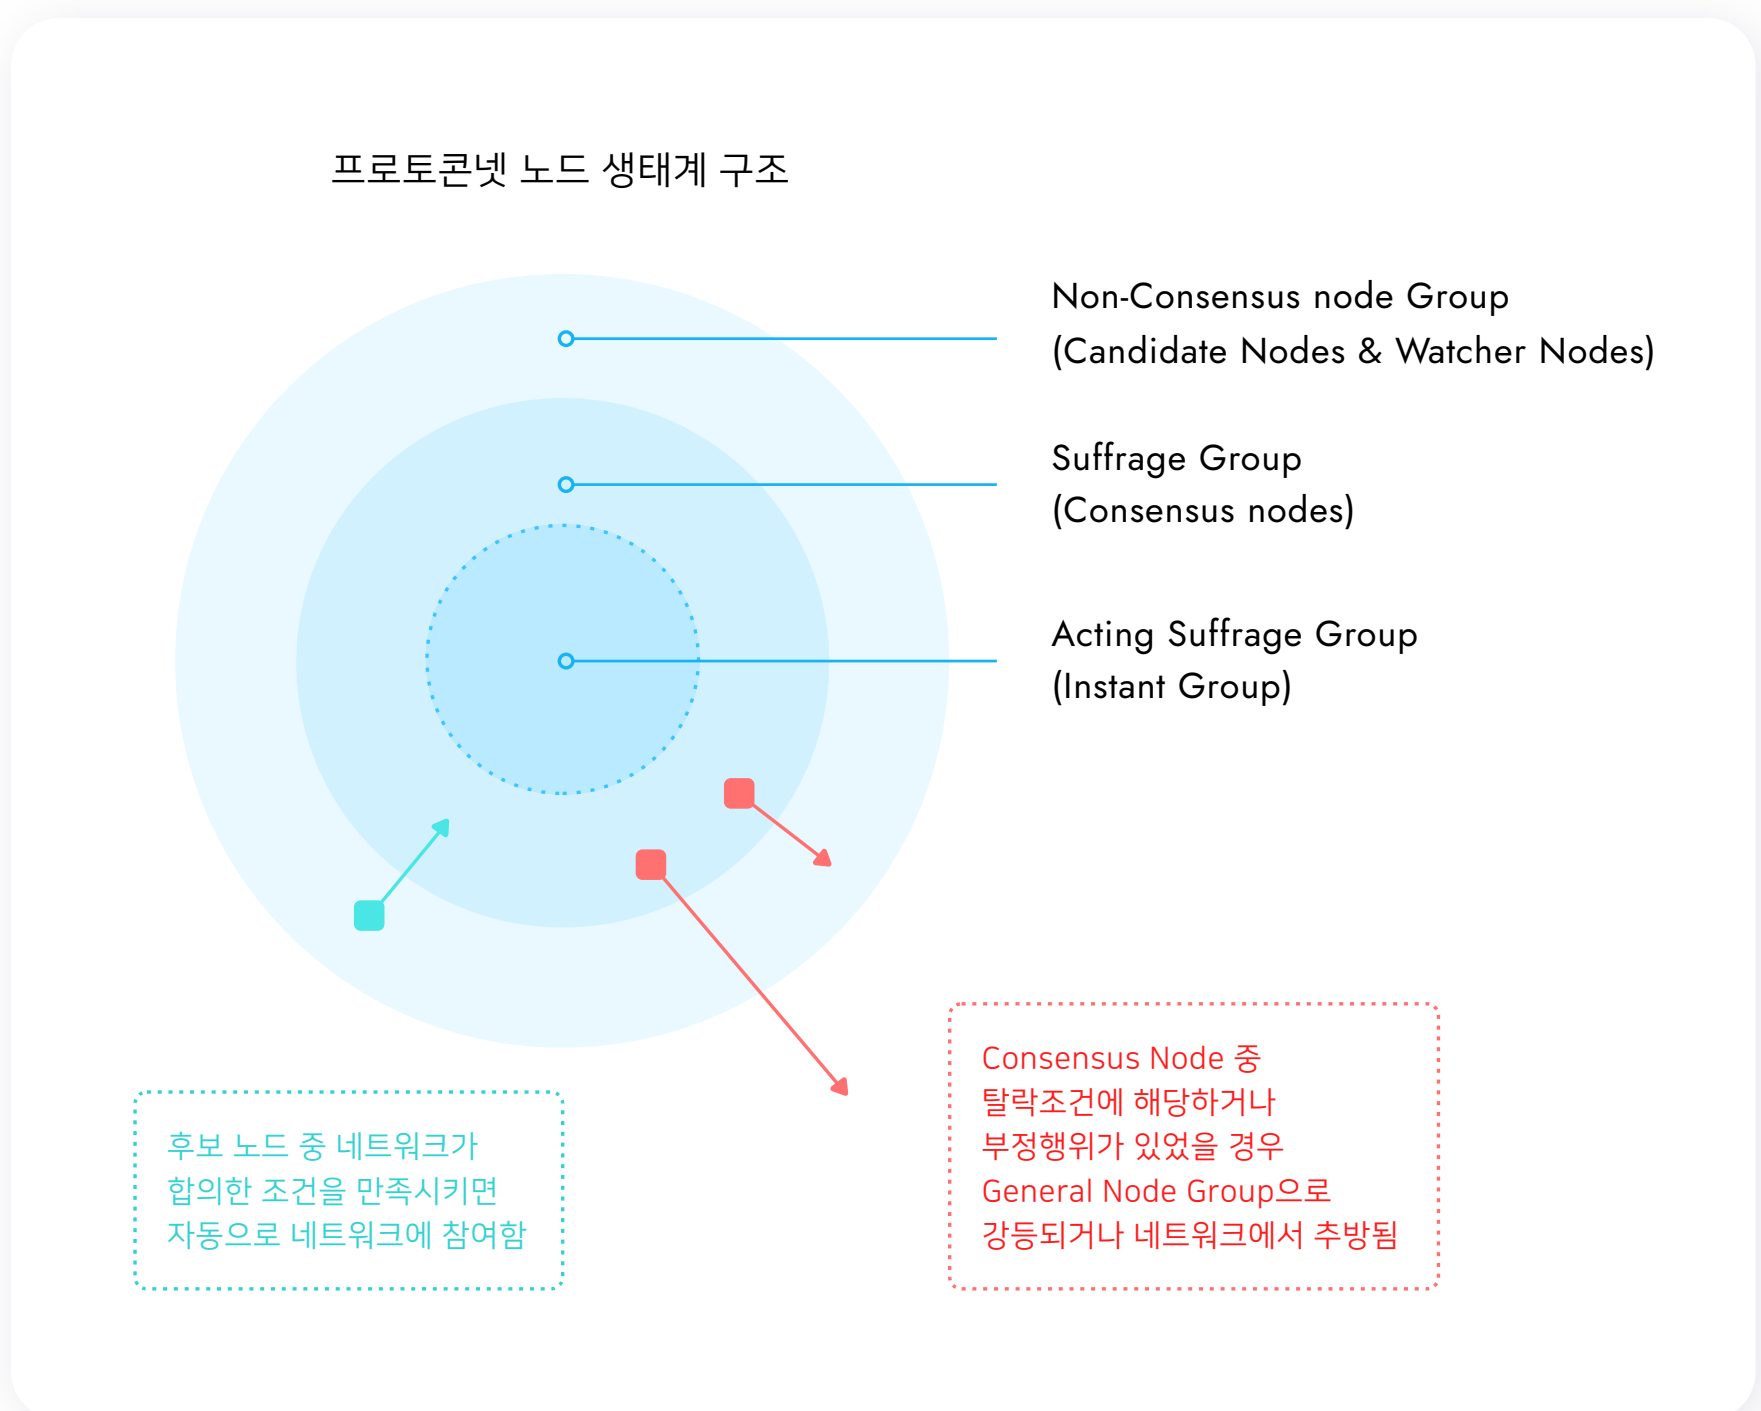 프로토콘넷 노드 생태계 구조
Non-Consensus node Group
(Candidate Nodes & Watcher Nodes)
Suffrage Group
(Consensus nodes)
Acting Suffrage Group
(Instant Group)
후보 노드 중 네트워크가
합의한 조건을 만족시키면
자동으로 네트워크에 참여함
Consensus Node 중
탈락조건에 해당하거나
부정행위가 있었을 경우
General Node Group으로
강등되거나 네트워크에서 추방됨